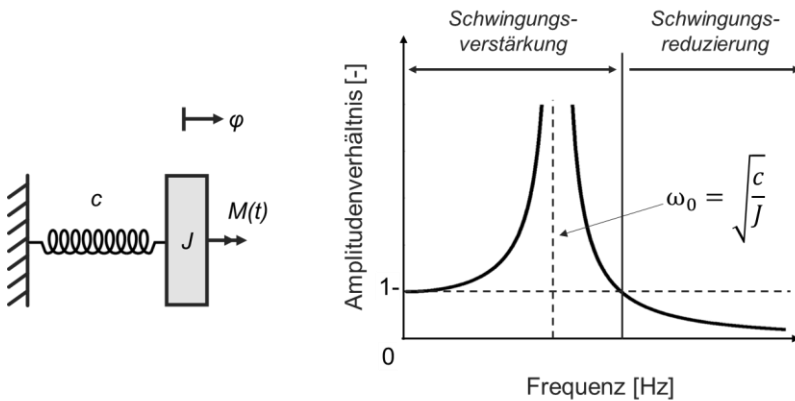 φ
c
J
M(t)
Schwingungs-
verstärkung
Schwingungs-
reduzierung
Amplitudenverhältnis [-]
ω₀ = √(c/J)
1-
0
Frequenz [Hz]